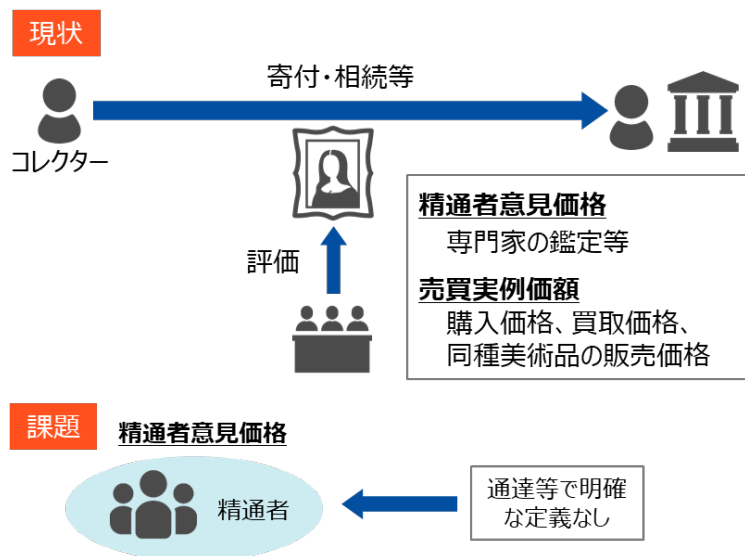 現状
寄付・相続等
コレクター
精通者意見価格
専門家の鑑定等
評価
売買実例価額
購入価格、買取価格、
同種美術品の販売価格
課題
精通者意見価格
精通者
通達等で明確
な定義なし